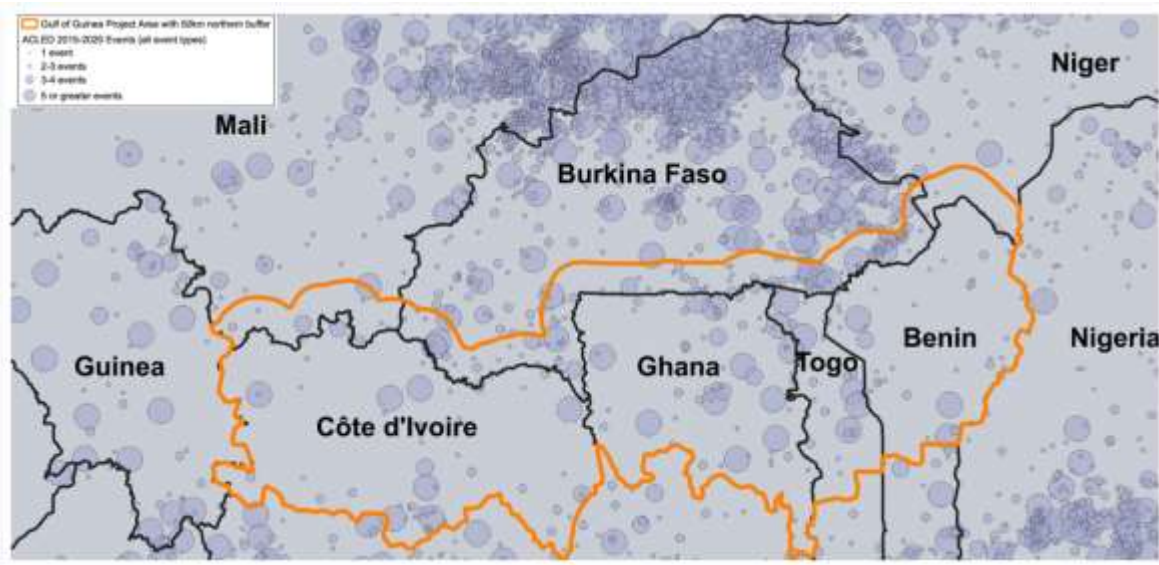 Gulf of Guinea Project Area with 50km northern buffer
ACLED 2015-2020 Events (all event types)
1 event
2-3 events
3-4 events
5 or greater events
Niger
Mali
Burkina Faso
Guinea
Côte d'Ivoire
Ghana
Togo
Benin
Nigeria